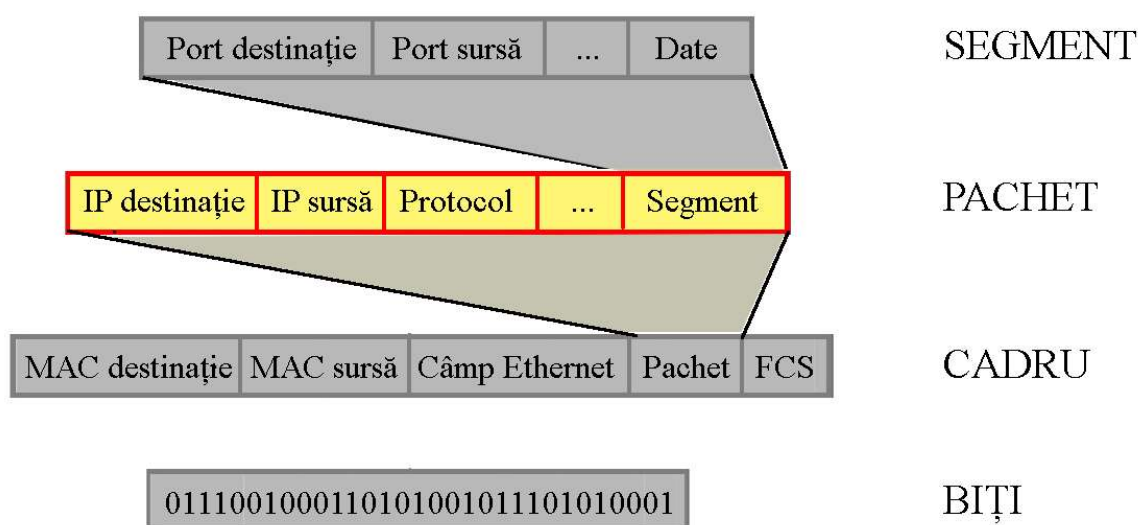 Port destinație Port sursă ... Date SEGMENT
IP destinație IP sursă Protocol ... Segment PACHET
MAC destinație MAC sursă Câmp Ethernet Pachet FCS CADRU
0111001000110101001011101010001 BIȚI